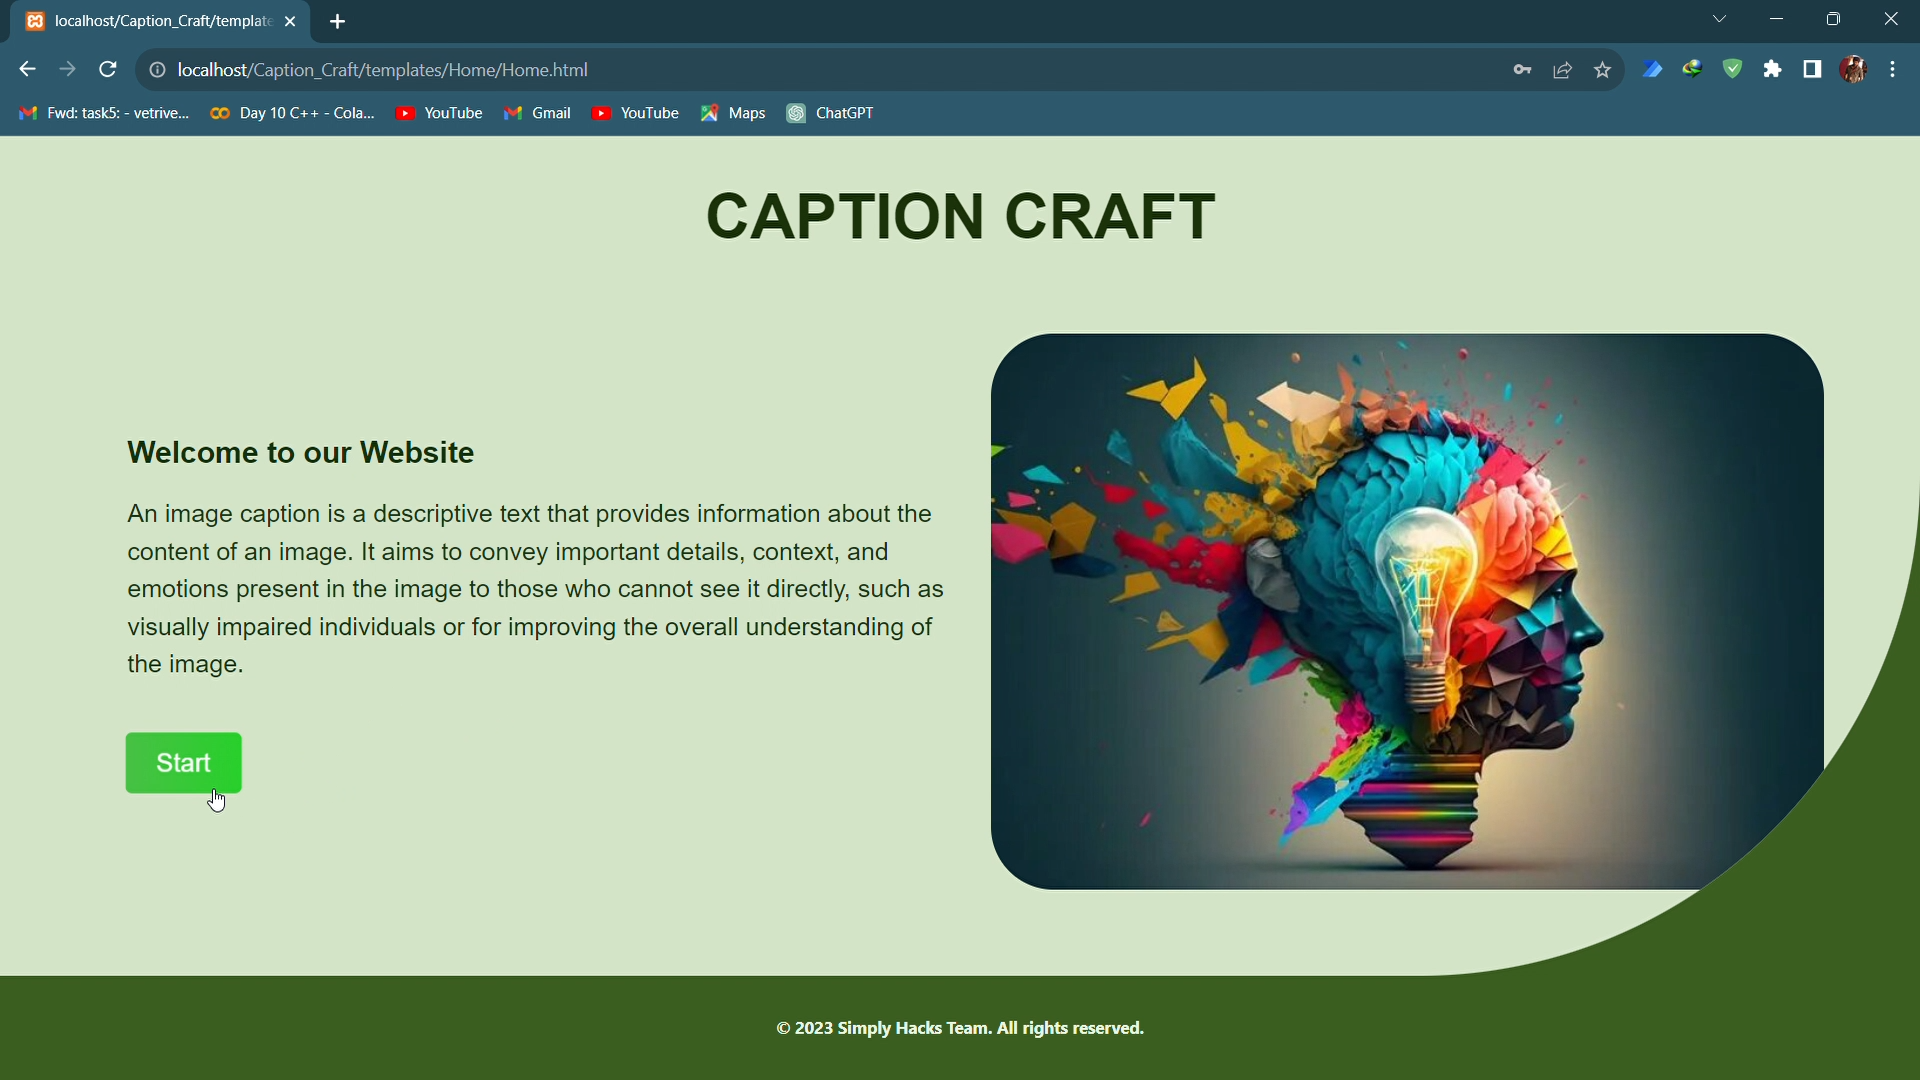 localhost/Caption_Craft/template
localhost/Caption_Craft/templates/Home/Home.html
Fwd: task5: - vetrive...
Day 10 C++ - Cola...
YouTube
Gmail
YouTube
Maps
ChatGPT
CAPTION CRAFT
Welcome to our Website
An image caption is a descriptive text that provides information about the
content of an image. It aims to convey important details, context, and
emotions present in the image to those who cannot see it directly, such as
visually impaired individuals or for improving the overall understanding of
the image.
Start
© 2023 Simply Hacks Team. All rights reserved.